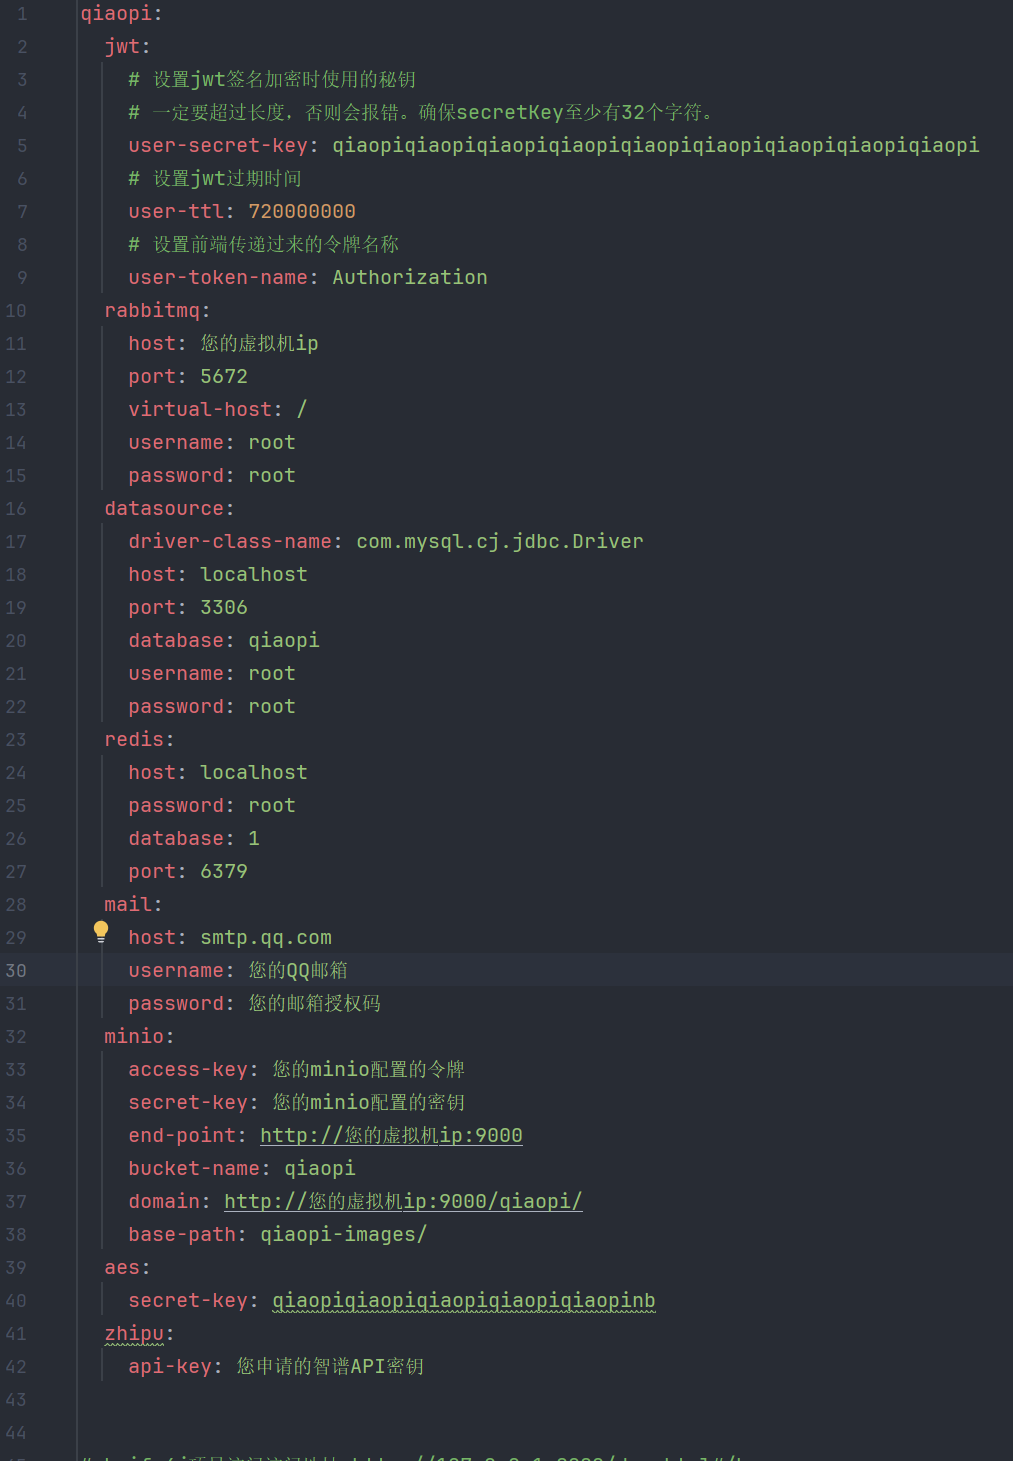 1 qiaopi:
2 jwt:
3 # 设置jwt签名加密时使用的秘钥
4 # 一定要超过长度，否则会报错。确保secretKey至少有32个字符。
5 user-secret-key: qiaopiqiaopiqiaopiqiaopiqiaopiqiaopiqiaopiqiaopiqiaopi
6 # 设置jwt过期时间
7 user-ttl: 720000000
8 # 设置前端传递过来的令牌名称
9 user-token-name: Authorization
10 rabbitmq:
11 host: 您的虚拟机ip
12 port: 5672
13 virtual-host: /
14 username: root
15 password: root
16 datasource:
17 driver-class-name: com.mysql.cj.jdbc.Driver
18 host: localhost
19 port: 3306
20 database: qiaopi
21 username: root
22 password: root
23 redis:
24 host: localhost
25 password: root
26 database: 1
27 port: 6379
28 mail:
29 host: smtp.qq.com
30 username: 您的QQ邮箱
31 password: 您的邮箱授权码
32 minio:
33 access-key: 您的minio配置的令牌
34 secret-key: 您的minio配置的密钥
35 end-point: http://您的虚拟机ip:9000
36 bucket-name: qiaopi
37 domain: http://您的虚拟机ip:9000/qiaopi/
38 base-path: qiaopi-images/
39 aes:
40 secret-key: qiaopiqiaopiqiaopiqiaopiqiaopinb
41 zhipu:
42 api-key: 您申请的智谱API密钥
43
44